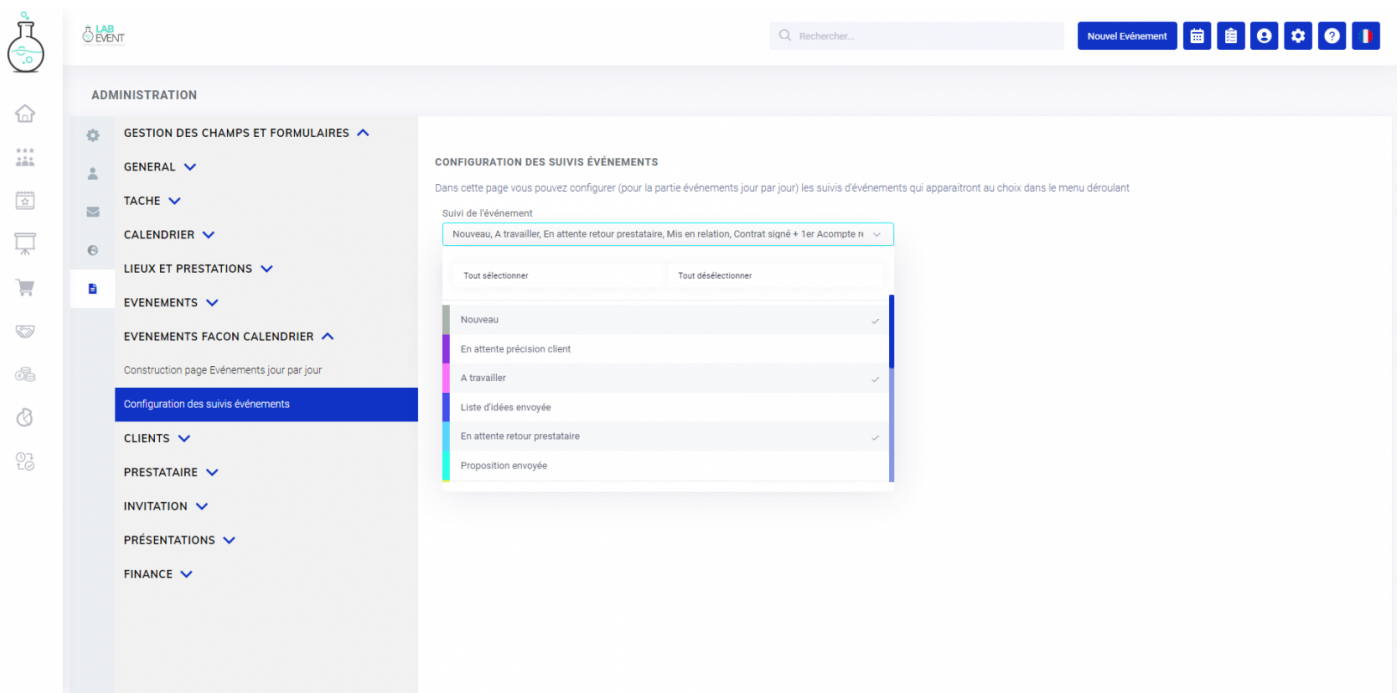 LAB
EVENT
Rechercher...
Nouvel Evénement
ADMINISTRATION
GESTION DES CHAMPS ET FORMULAIRES
GENERAL
TACHE
CALENDRIER
LIEUX ET PRESTATIONS
EVENEMENTS
EVENEMENTS FACON CALENDRIER
Construction page Evénements jour par jour
Configuration des suivis événements
CLIENTS
PRESTATAIRE
INVITATION
PRÉSENTATIONS
FINANCE
CONFIGURATION DES SUIVIS ÉVÉNEMENTS
Dans cette page vous pouvez configurer (pour la partie événements jour par jour) les suivis d'événements qui apparaitront au choix dans le menu déroulant
Suivi de l'événement
Nouveau, A travailler, En attente retour prestataire, Mis en relation, Contrat signé + 1er Acompte
Tout sélectionner
Tout désélectionner
Nouveau
En attente précision client
A travailler
Liste d'idées envoyée
En attente retour prestataire
Proposition envoyée